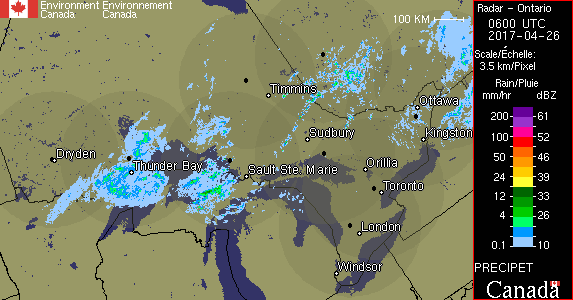 Environment Environnement
Canada Canada
100 KM
Radar - Ontario
0600 UTC
2017-04-26
Scale/Échelle:
3.5 km/Pixel
Rain/Pluie
mm/hr dBZ
200 61
100 52
50 46
24 39
12 33
4 26
0.1 10
PRECIPET
Canada
Timmins
Ottawa
Sudbury
Kingston
Dryden
Thunder Bay
Sault Ste. Marie
Orillia
Toronto
London
Windsor